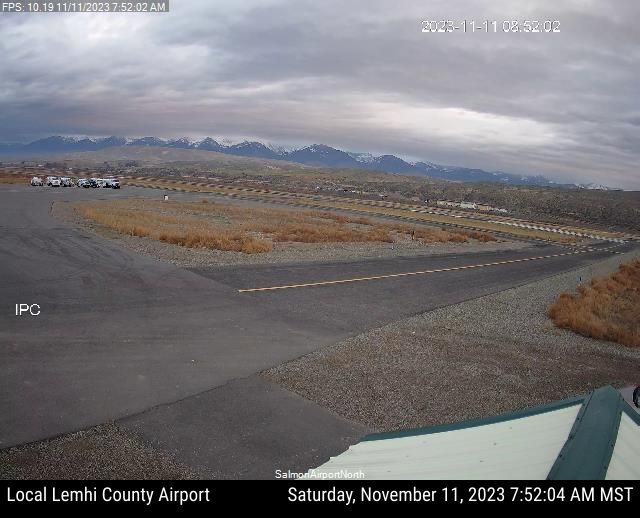 FPS: 10.19 11/11/2023 7:52:02 AM
2023-11-11 08:52:02
IPC
SalmonAirportNorth
Local Lemhi County Airport
Saturday, November 11, 2023 7:52:04 AM MST